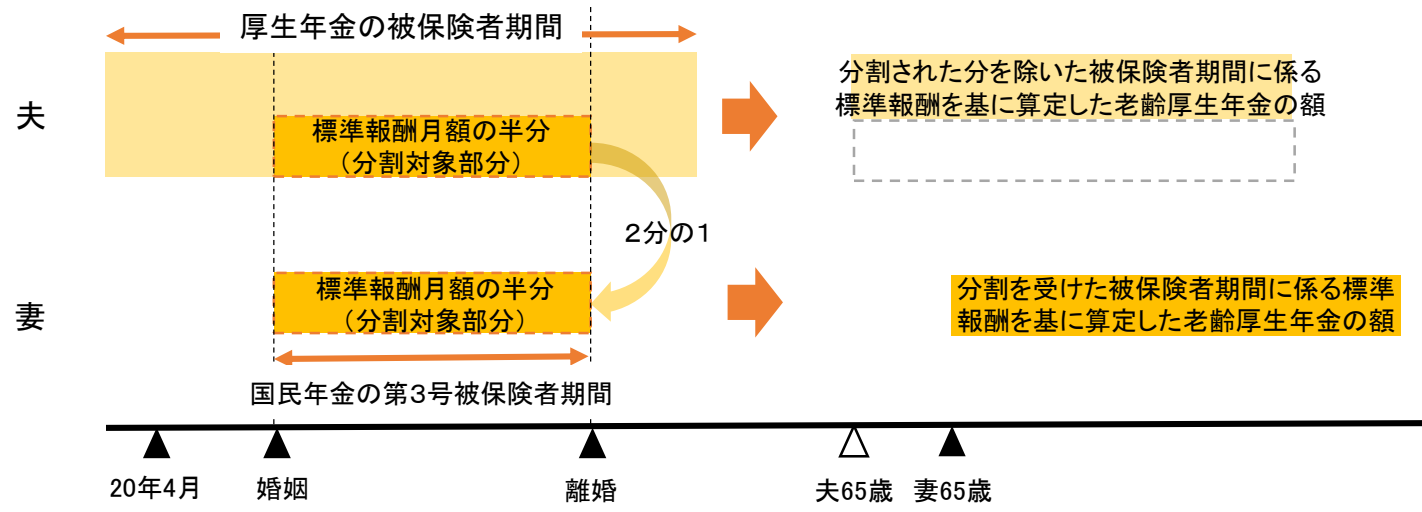 厚生年金の被保険者期間
夫
標準報酬月額の半分
（分割対象部分）
分割された分を除いた被保険者期間に係る
標準報酬を基に算定した老齢厚生年金の額
2分の1
妻
標準報酬月額の半分
（分割対象部分）
分割を受けた被保険者期間に係る標準
報酬を基に算定した老齢厚生年金の額
国民年金の第３号被保険者期間
20年4月
婚姻
離婚
夫65歳
妻65歳